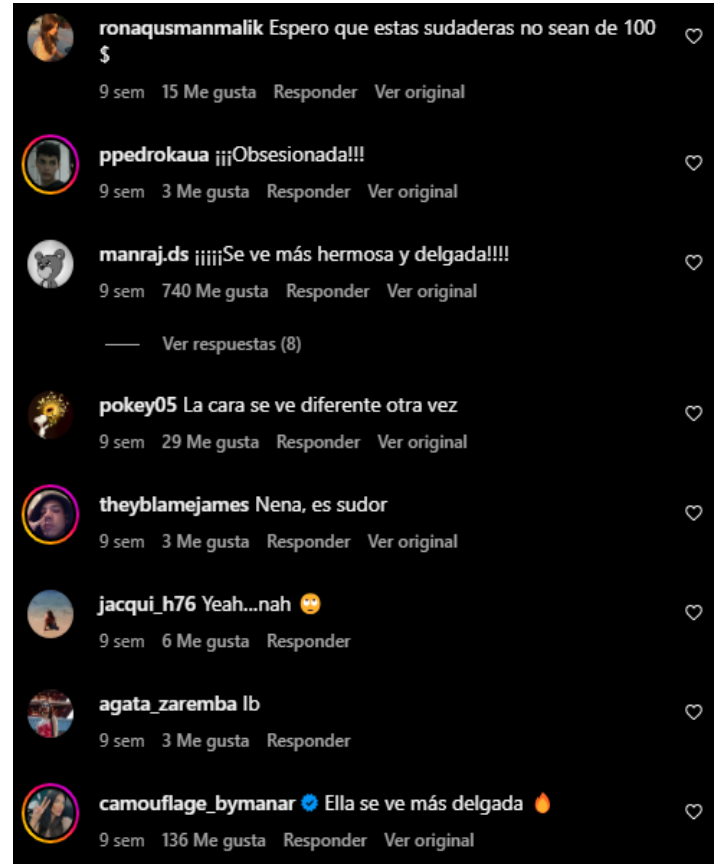 ronaqusmanmalik Espero que estas sudaderas no sean de 100
$
9 sem 15 Me gusta Responder Ver original
ppedrokaua ¡¡¡Obsesionada!!!
9 sem 3 Me gusta Responder Ver original
manraj.ds ¡¡¡¡¡Se ve más hermosa y delgada!!!!
9 sem 740 Me gusta Responder Ver original
Ver respuestas (8)
pokey05 La cara se ve diferente otra vez
9 sem 29 Me gusta Responder Ver original
theyblamejames Nena, es sudor
9 sem 3 Me gusta Responder Ver original
jacqui_h76 Yeah...nah 🙄
9 sem 6 Me gusta Responder
agata_zaremba Ib
9 sem 3 Me gusta Responder
camouflage_bymanar Ella se ve más delgada 🔥
9 sem 136 Me gusta Responder Ver original